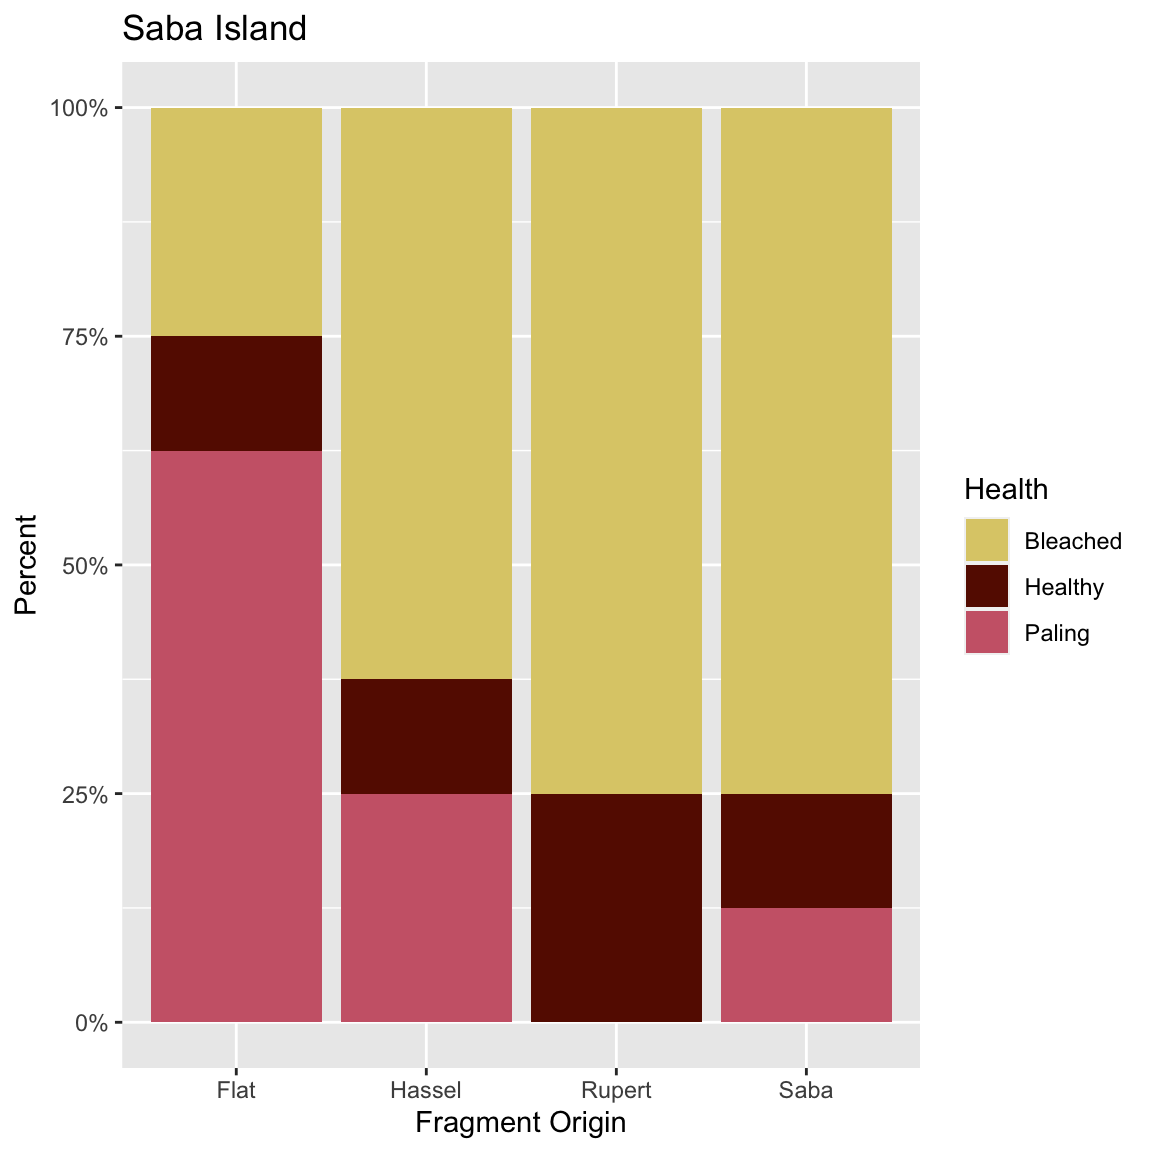 Saba Island
100%
75%
50%
25%
0%
Percent
Flat
Hassel
Rupert
Saba
Fragment Origin
Health
Bleached
Healthy
Paling